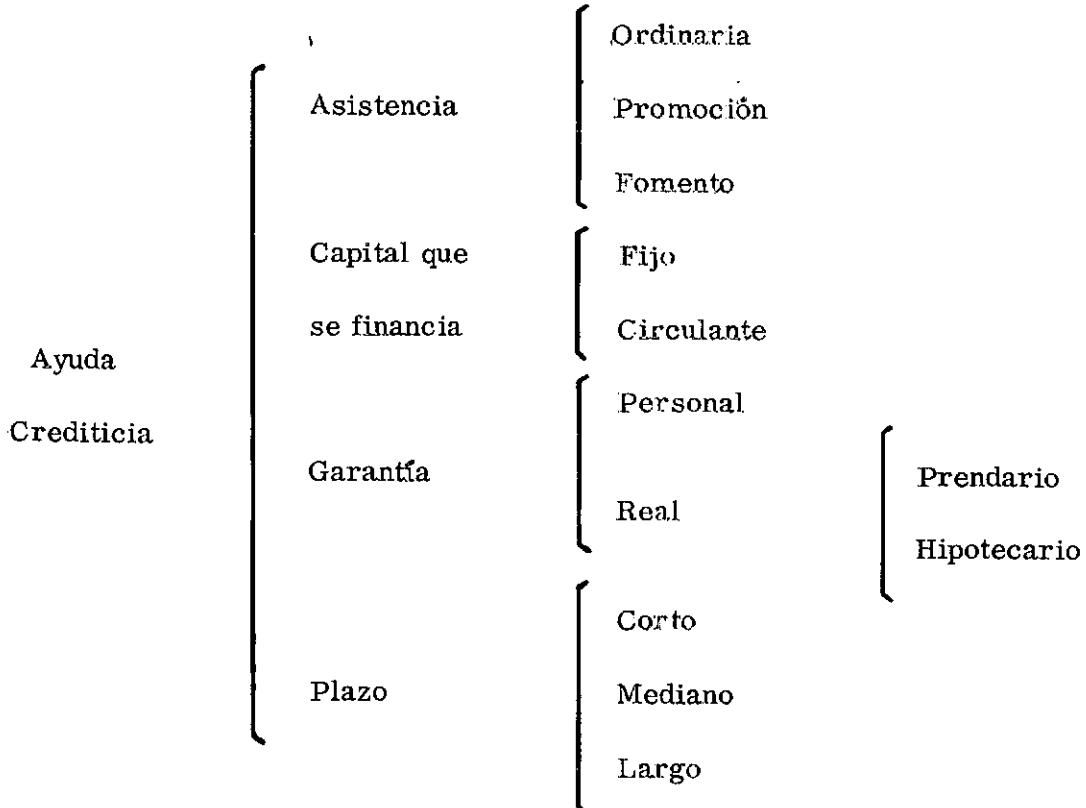 Ayuda
Crediticia
Asistencia
Ordinaria
Promoción
Fomento
Capital que
se financia
Fijo
Circulante
Garantía
Personal
Real
Prendario
Hipotecario
Plazo
Corto
Mediano
Largo